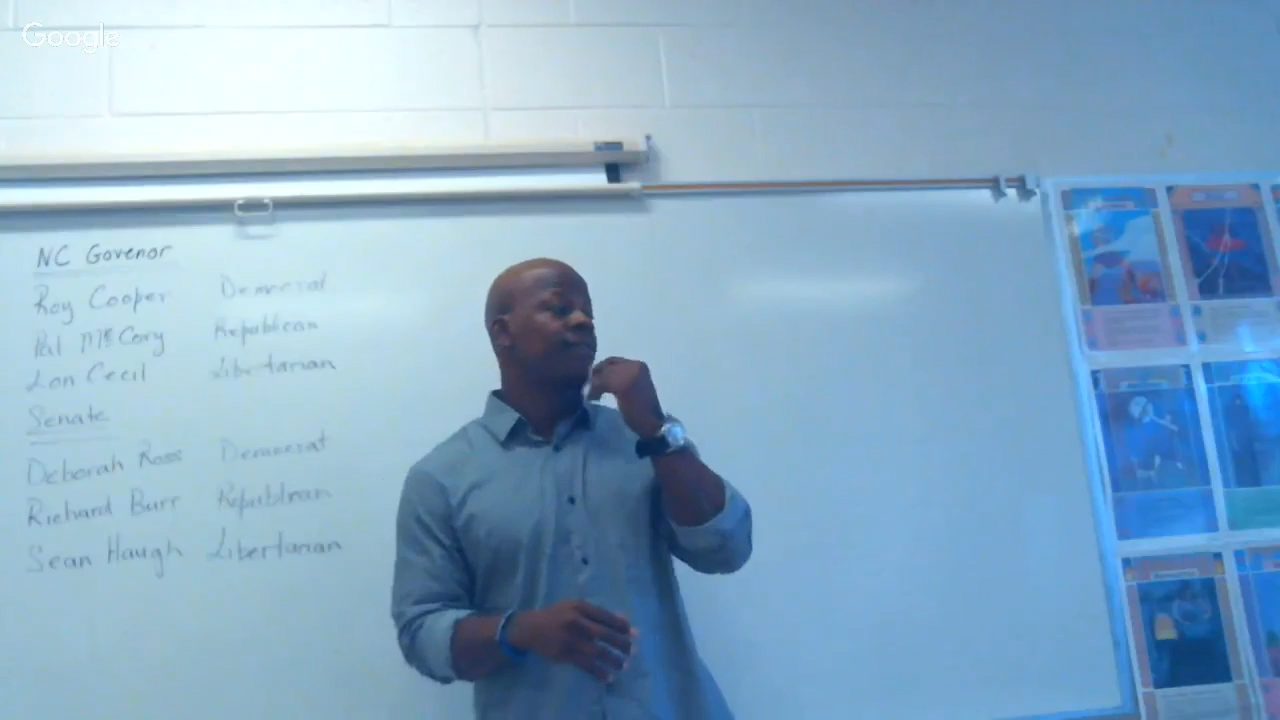 Google
NC Govenor
Roy Cooper Democrat
Pat McCory Republican
Lon Cecil Libertarian
Senate
Deborah Ross Democrat
Richard Burr Republican
Sean Haugh Libertarian